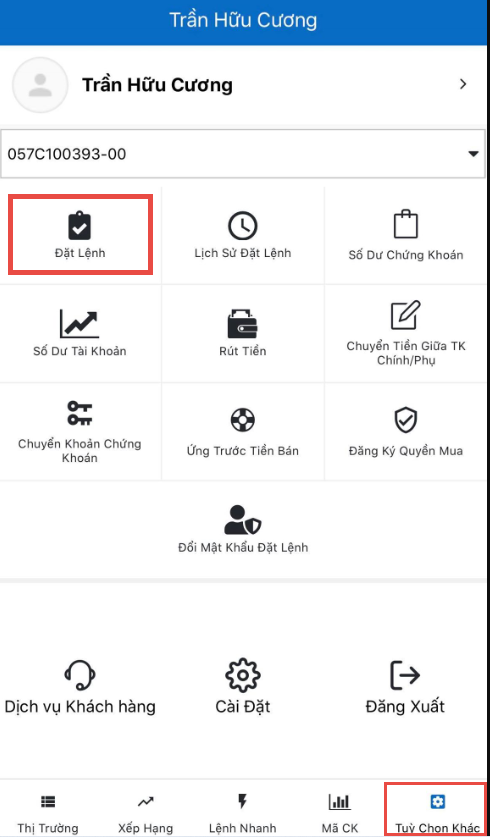 Trần Hữu Cương
Trần Hữu Cương
057C100393-00
Đặt Lệnh
Lịch Sử Đặt Lệnh
Số Dư Chứng Khoán
Số Dư Tài Khoản
Rút Tiền
Chuyển Tiền Giữa TK
Chính/Phụ
Chuyển Khoản Chứng
Khoán
Ứng Trước Tiền Bán
Đăng Ký Quyền Mua
Đổi Mật Khẩu Đặt Lệnh
Dịch vụ Khách hàng
Cài Đặt
Đăng Xuất
Thị Trường
Xếp Hạng
Lệnh Nhanh
Mã CK
Tuỳ Chọn Khác